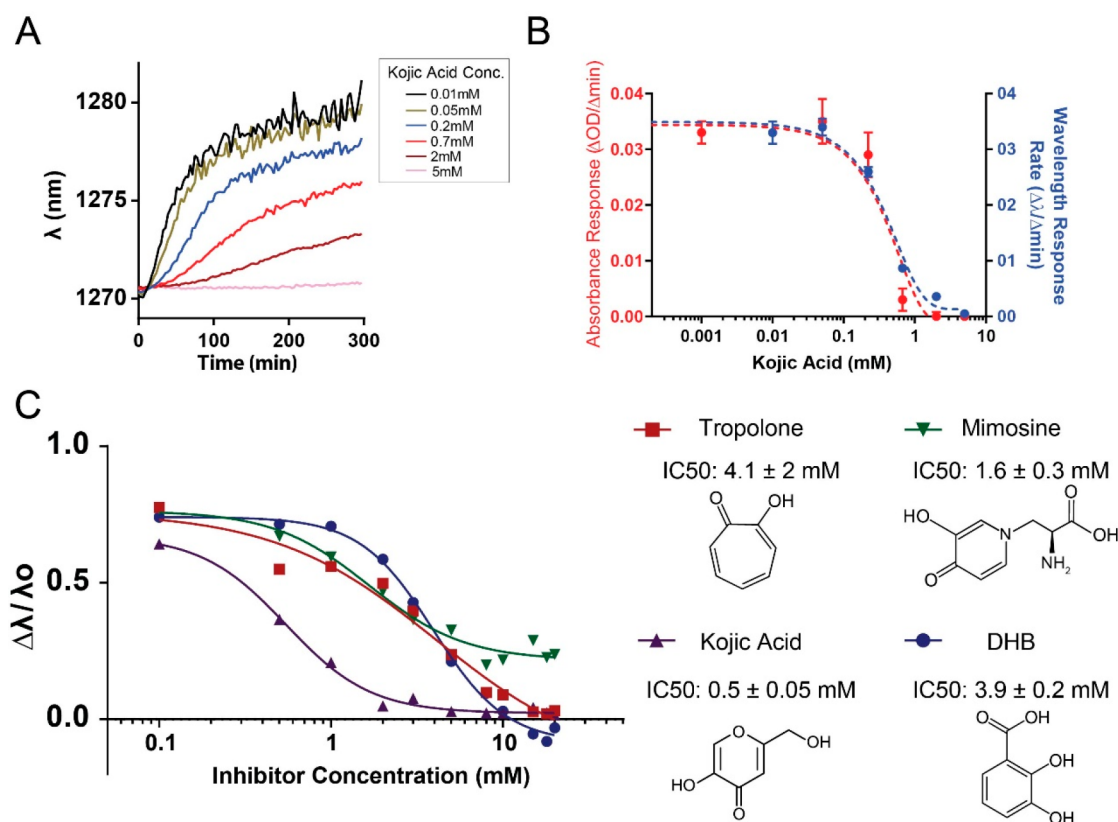 A
λ (nm)
1280
1275
1270
0
100
200
300
Time (min)
Kojic Acid Conc.
0.01mM
0.05mM
0.2mM
0.7mM
2mM
5mM
B
Absorbance Response (ΔOD/Δmin)
0.04
0.03
0.02
0.01
0.00
0.001
0.01
0.1
1
10
Kojic Acid (mM)
04
03
02
01
00
Wavelength Response
Rate (Δλ/Δmin)
C
Δλ/λo
1.0
0.5
0.0
0.1
1
10
Inhibitor Concentration (mM)
Tropolone
IC50: 4.1 ± 2 mM
O
OH
Mimosine
IC50: 1.6 ± 0.3 mM
HO
O
N
O
OH
NH2
Kojic Acid
IC50: 0.5 ± 0.05 mM
O
OH
HO
O
DHB
IC50: 3.9 ± 0.2 mM
OH
O
OH
OH